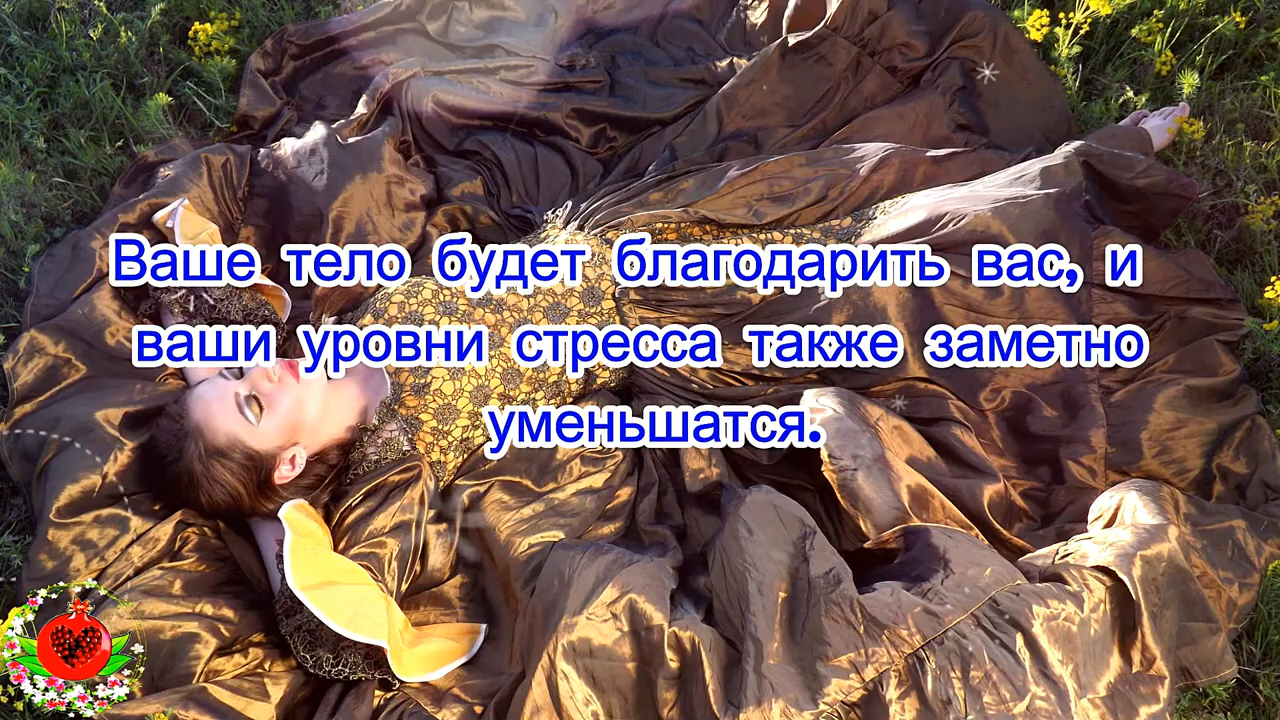 Ваше тело будет благодарить вас, и
ваши уровни стресса также заметно
уменьшатся.